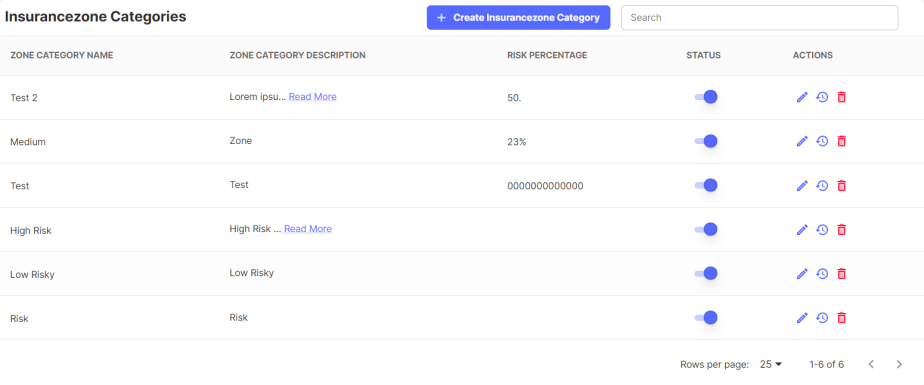 Insurancezone Categories
+ Create Insurancezone Category
Search
ZONE CATEGORY NAME ZONE CATEGORY DESCRIPTION RISK PERCENTAGE STATUS ACTIONS
Test 2 Lorem ipsu... Read More 50.
Medium Zone 23%
Test Test 0000000000000
High Risk High Risk ... Read More
Low Risky Low Risky
Risk Risk
Rows per page: 25 1-6 of 6